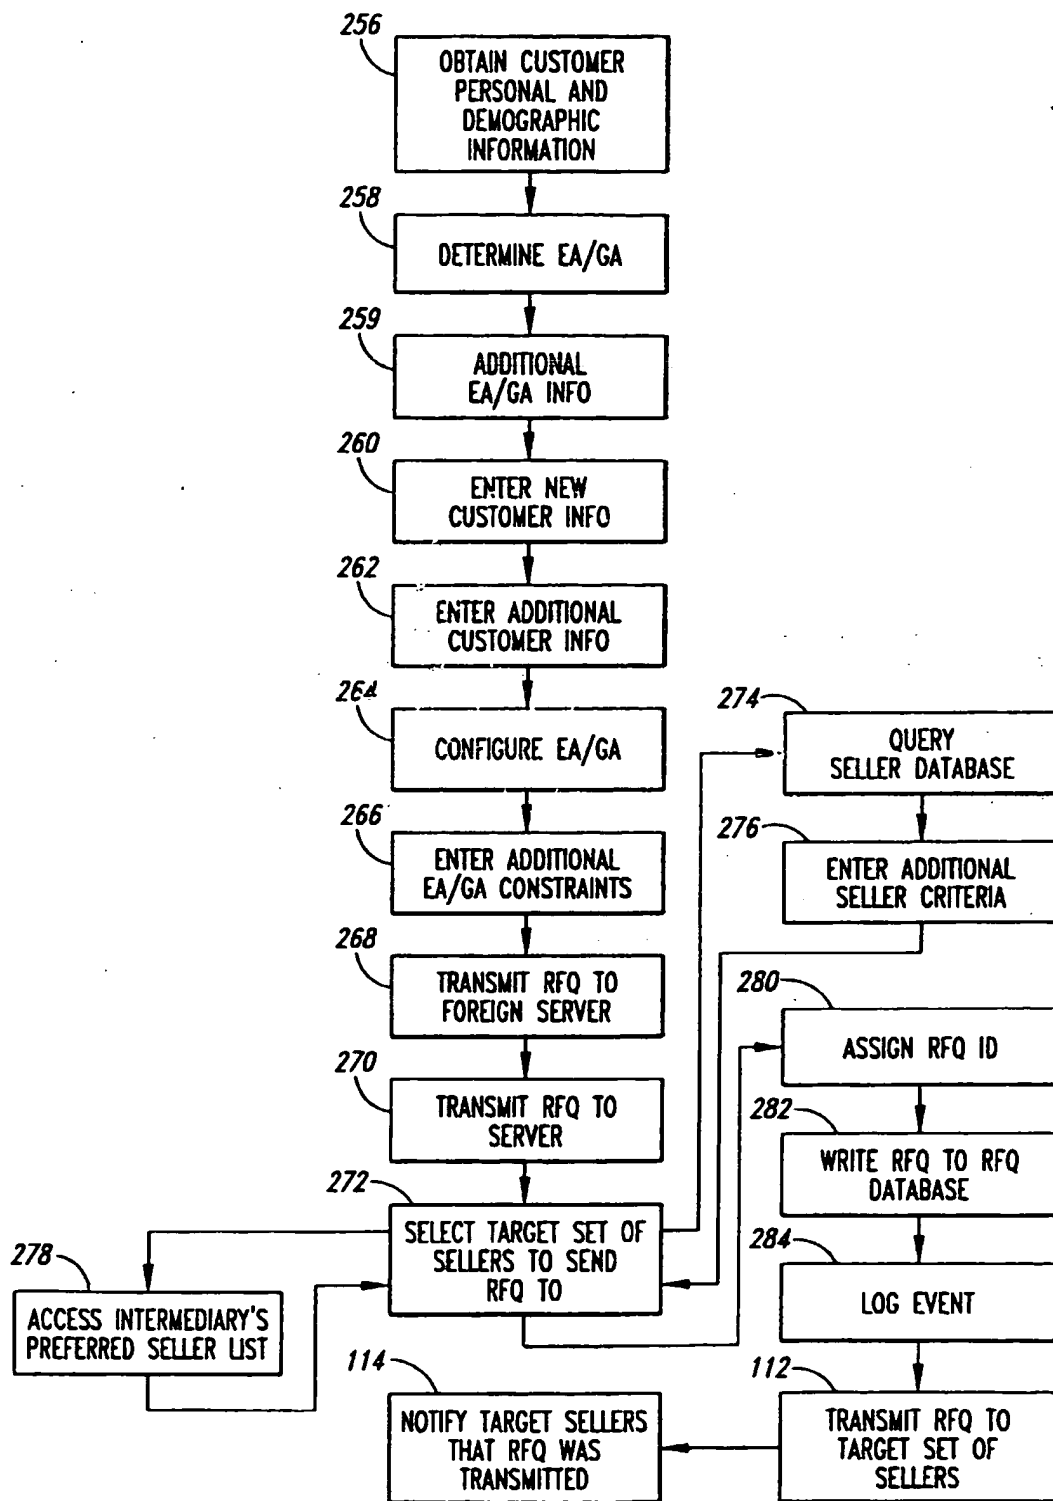 256
OBTAIN CUSTOMER
PERSONAL AND
DEMOGRAPHIC
INFORMATION
258
DETERMINE EA/GA
259
ADDITIONAL
EA/GA INFO
260
ENTER NEW
CUSTOMER INFO
262
ENTER ADDITIONAL
CUSTOMER INFO
264
CONFIGURE EA/GA
266
ENTER ADDITIONAL
EA/GA CONSTRAINTS
268
TRANSMIT RFQ TO
FOREIGN SERVER
270
TRANSMIT RFQ TO
SERVER
272
SELECT TARGET SET OF
SELLERS TO SEND
RFQ TO
274
QUERY
SELLER DATABASE
276
ENTER ADDITIONAL
SELLER CRITERIA
278
ACCESS INTERMEDIARY'S
PREFERRED SELLER LIST
280
ASSIGN RFQ ID
282
WRITE RFQ TO RFQ
DATABASE
284
LOG EVENT
112
TRANSMIT RFQ TO
TARGET SET OF
SELLERS
114
NOTIFY TARGET SELLERS
THAT RFQ WAS
TRANSMITTED